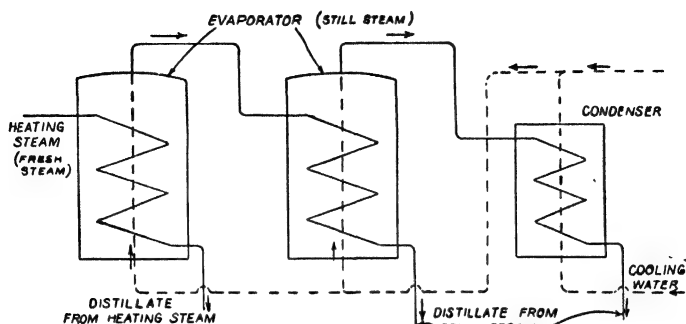 EVAPORATOR (STILL STEAM)
CONDENSER
HEATING
STEAM
(FRESH
STEAM)
COOLING
WATER
DISTILLATE
FROM HEATING STEAM
DISTILLATE FROM